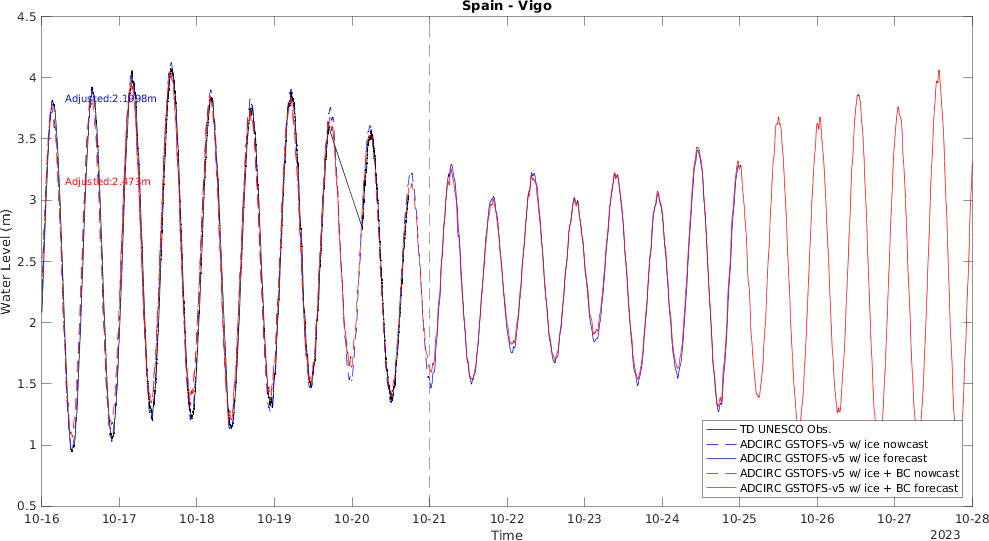 Spain - Vigo
4.5
4
3.5
3
2.5
2
1.5
1
0.5
Water Level (m)
Adjusted:2.1998m
Adjusted:2.473m
TD UNESCO Obs.
ADCIRC GSTOFS-v5 w/ ice nowcast
ADCIRC GSTOFS-v5 w/ ice forecast
ADCIRC GSTOFS-v5 w/ ice + BC nowcast
ADCIRC GSTOFS-v5 w/ ice + BC forecast
10-16 10-17 10-18 10-19 10-20 10-21 10-22 10-23 10-24 10-25 10-26 10-27 10-28
Time
2023